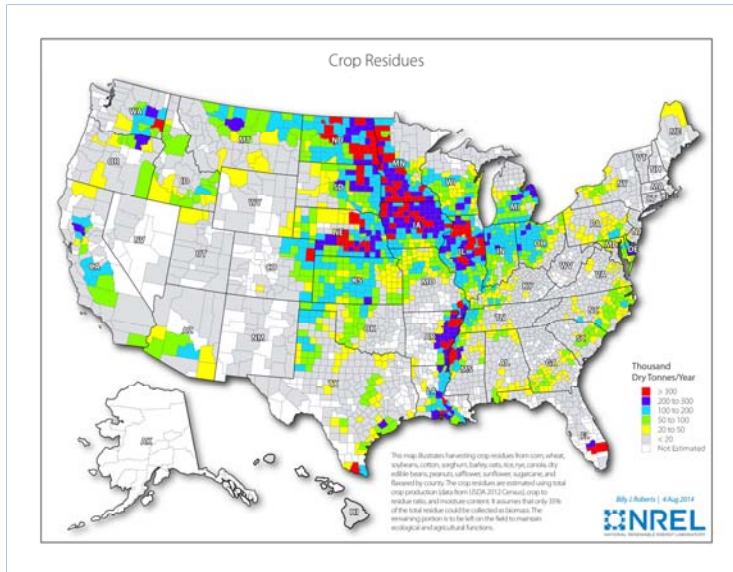 Crop Residues
WA
MT
ND
MN
ME
OR
ID
SD
WI
VT
NH
WY
MI
NY
MA
CT
NE
IA
PA
NV
UT
CO
IL
IN
OH
MD
DE
CA
KS
MO
WV
VA
KY
NC
AZ
NM
OK
AR
TN
SC
MS
AL
GA
TX
LA
FL
AK
HI
Thousand
Dry Tonnes/Year
> 300
200 to 300
100 to 200
50 to 100
20 to 50
< 20
Not Estimated
This map illustrates harvesting crop residues from corn, wheat,
soybeans, cotton, sorghum, barley, oats, rice, rye, canola, dry
edible beans, peanuts, safflower, sunflower, sugarcane, and
flaxseed by county. The crop residues are estimated using total
crop production (data from USDA 2012 Census), crop to
residue ratio, and moisture content. It assumes that only 35%
of the total residue could be collected as biomass. The
remaining portion is to be left on the field to maintain
ecological and agricultural functions.
Billy J. Roberts | 4 Aug 2014
NREL
NATIONAL RENEWABLE ENERGY LABORATORY